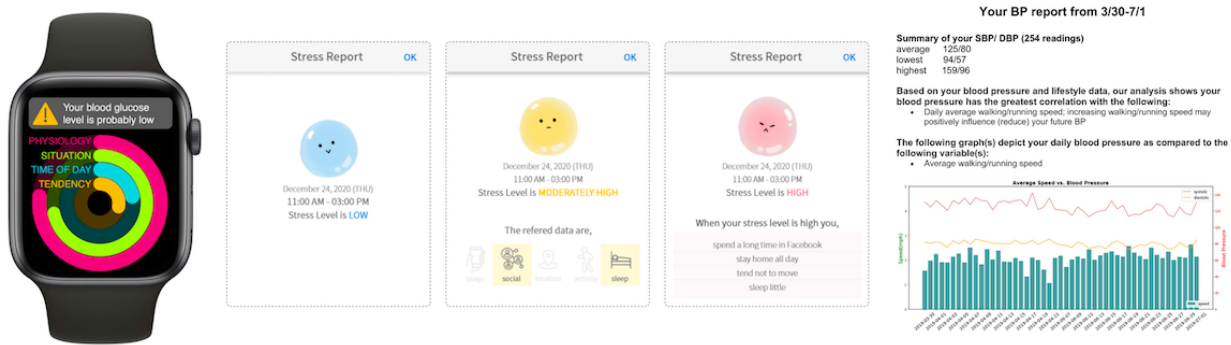 Your blood glucose
level is probably low
PHYSIOLOGY
SITUATION
TIME OF DAY
TENDENCY
Stress Report OK
December 24, 2020 (THU)
11:00 AM - 03:00 PM
Stress Level is LOW
Stress Report OK
December 24, 2020 (THU)
11:00 AM - 03:00 PM
Stress Level is MODERATELY HIGH
The refered data are,
usage social location activity sleep
Stress Report OK
December 24, 2020 (THU)
11:00 AM - 03:00 PM
Stress Level is HIGH
When your stress level is high you,
spend a long time in Facebook
stay home all day
tend not to move
sleep little
Your BP report from 3/30-7/1
Summary of your SBP/ DBP (254 readings)
average 125/80
lowest 94/57
highest 159/96
Based on your blood pressure and lifestyle data, our analysis shows your
blood pressure has the greatest correlation with the following:
• Daily average walking/running speed; increasing walking/running speed may
positively influence (reduce) your future BP
The following graph(s) depict your daily blood pressure as compared to the
following variable(s):
• Average walking/running speed
Average Speed vs. Blood Pressure
systolic
diastolic
Speed(mph)
Blood Pressure
speed